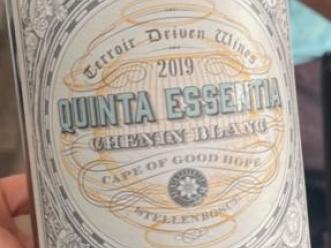 Terroir Driven Wines
2019
QUINTA ESSENTIA
CHENIN BLANC
CAPE OF GOOD HOPE
STELLENBOSCH